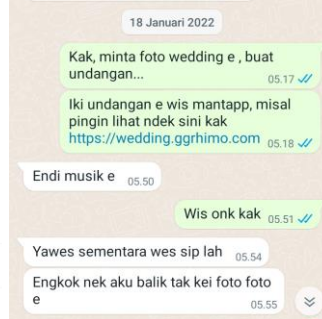 18 Januari 2022
Kak, minta foto wedding e , buat
undangan...
05.17
Iki undangan e wis mantapp, misal
pingin lihat ndek sini kak
https://wedding.ggrhimo.com 05.18
Endi musik e 05.50
Wis onk kak 05.51
Yawes sementara wes sip lah 05.54
Engkok nek aku balik tak kei foto foto
e
05.55